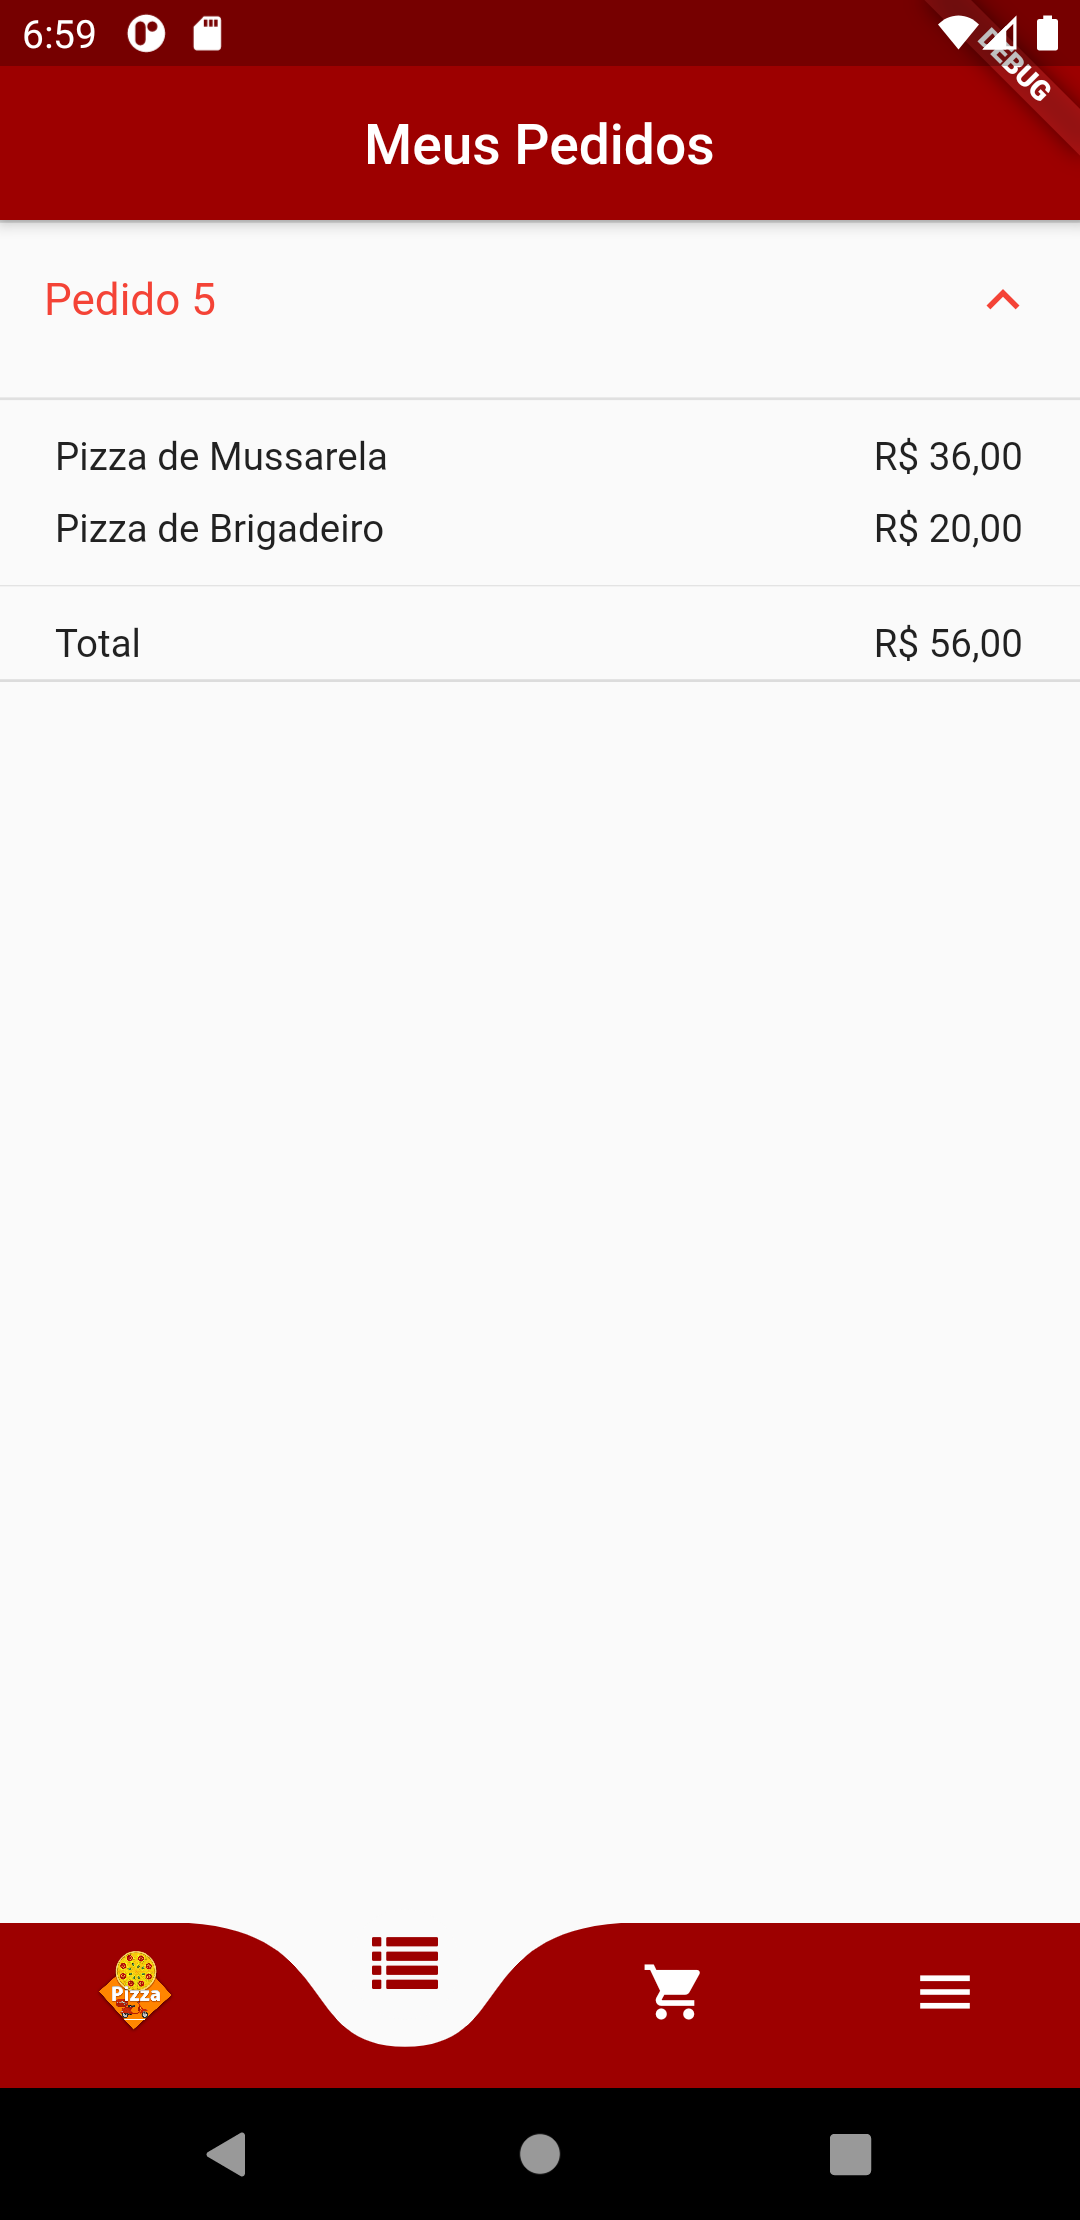 6:59
DEBUG
Meus Pedidos
Pedido 5
Pizza de Mussarela R$ 36,00
Pizza de Brigadeiro R$ 20,00
Total R$ 56,00
Pizza